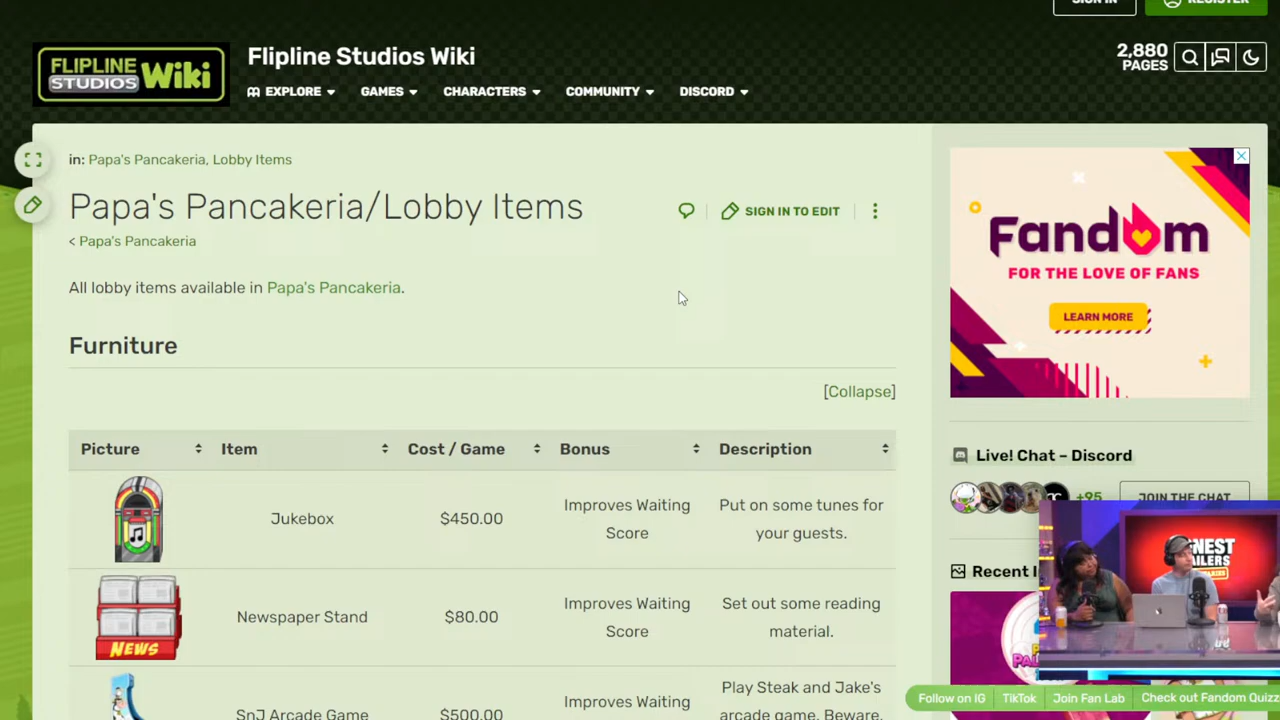 SIGN IN
REGISTER
FLIPLINE
STUDIOS Wiki
Flipline Studios Wiki
2,880
PAGES
EXPLORE
GAMES
CHARACTERS
COMMUNITY
DISCORD
in: Papa's Pancakeria, Lobby Items
Papa's Pancakeria/Lobby Items
SIGN IN TO EDIT
< Papa's Pancakeria
All lobby items available in Papa's Pancakeria.
Furniture
[Collapse]
Picture Item Cost / Game Bonus Description
Jukebox
$450.00
Improves Waiting
Score
Put on some tunes for
your guests.
NEWS
Newspaper Stand
$80.00
Improves Waiting
Score
Set out some reading
material.
SnJ Arcade Game
$500.00
Improves Waiting
Play Steak and Jake's
arcade game. Beware,
Fandom
FOR THE LOVE OF FANS
LEARN MORE
Live! Chat – Discord
+95
JOIN THE CHAT
Recent I
NEST
AILERS
Follow on IG
TikTok
Join Fan Lab
Check out Fandom Quizz